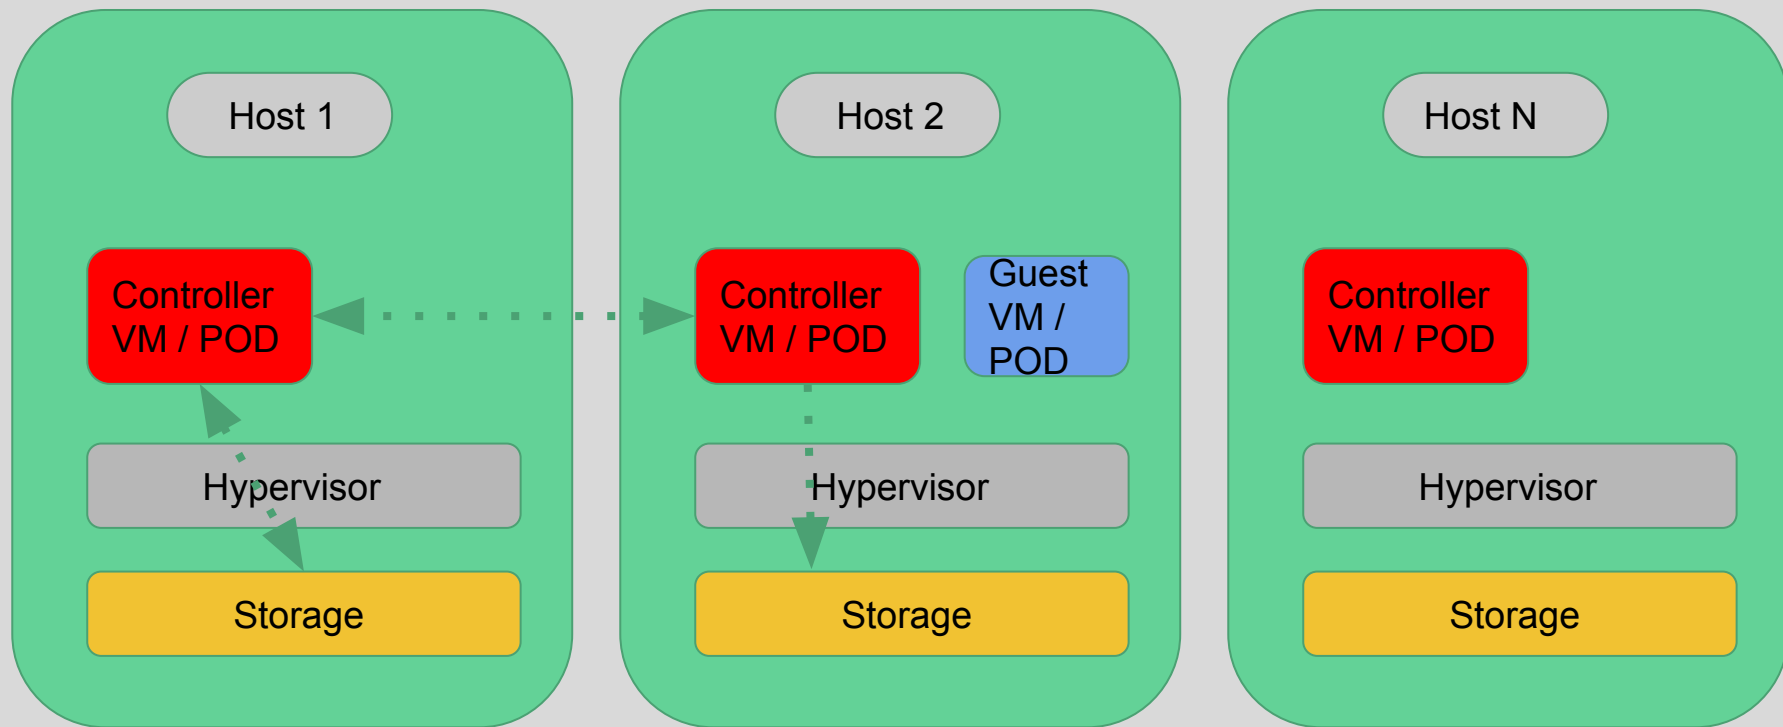 Host 1
Host 2
Host N
Controller
VM / POD
Controller
VM / POD
Guest
VM /
POD
Controller
VM / POD
Hypervisor
Hypervisor
Hypervisor
Storage
Storage
Storage